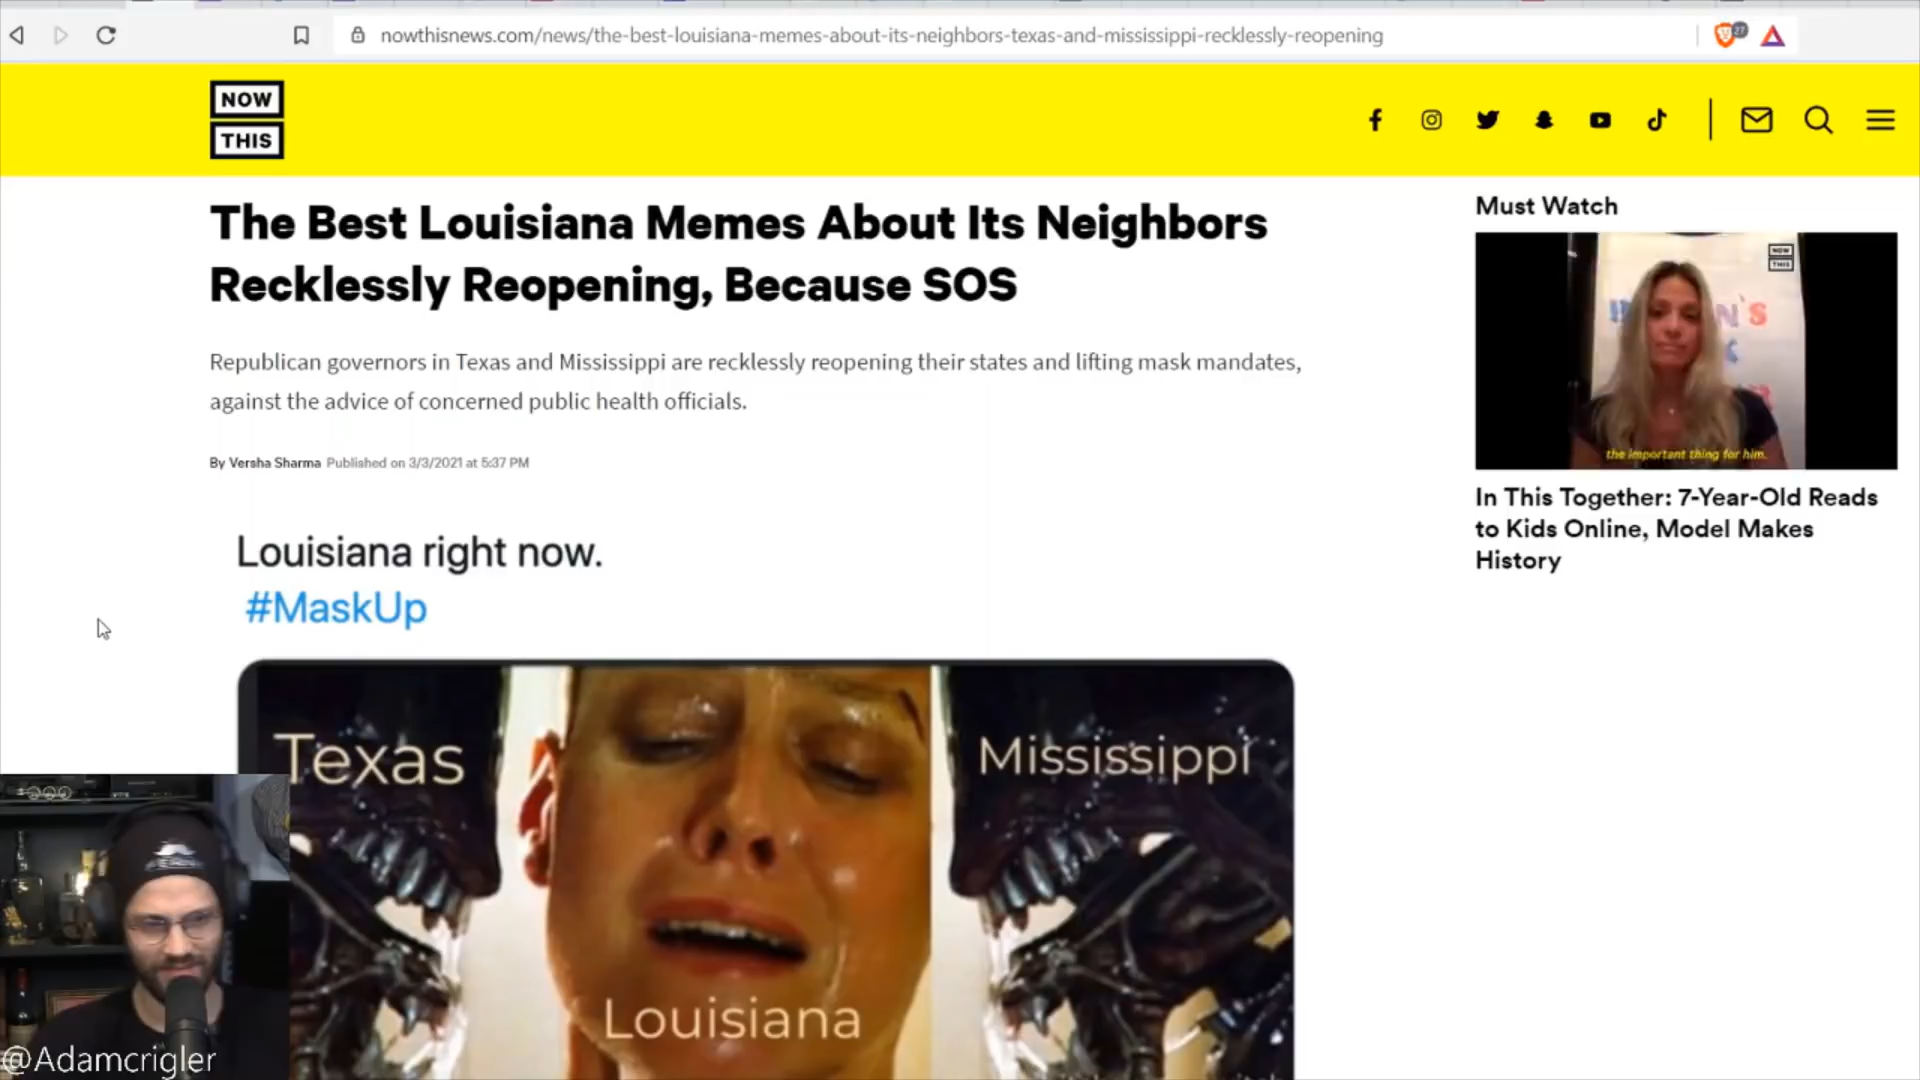 nowthisnews.com/news/the-best-louisiana-memes-about-its-neighbors-texas-and-mississippi-recklessly-reopening
27
NOW
THIS
The Best Louisiana Memes About Its Neighbors
Recklessly Reopening, Because SOS
Republican governors in Texas and Mississippi are recklessly reopening their states and lifting mask mandates,
against the advice of concerned public health officials.
By Versha Sharma Published on 3/3/2021 at 5:37 PM
Louisiana right now.
#MaskUp
Texas
Mississippi
Louisiana
Must Watch
NOW
THIS
the important thing for him.
In This Together: 7-Year-Old Reads
to Kids Online, Model Makes
History
@Adamcrigler